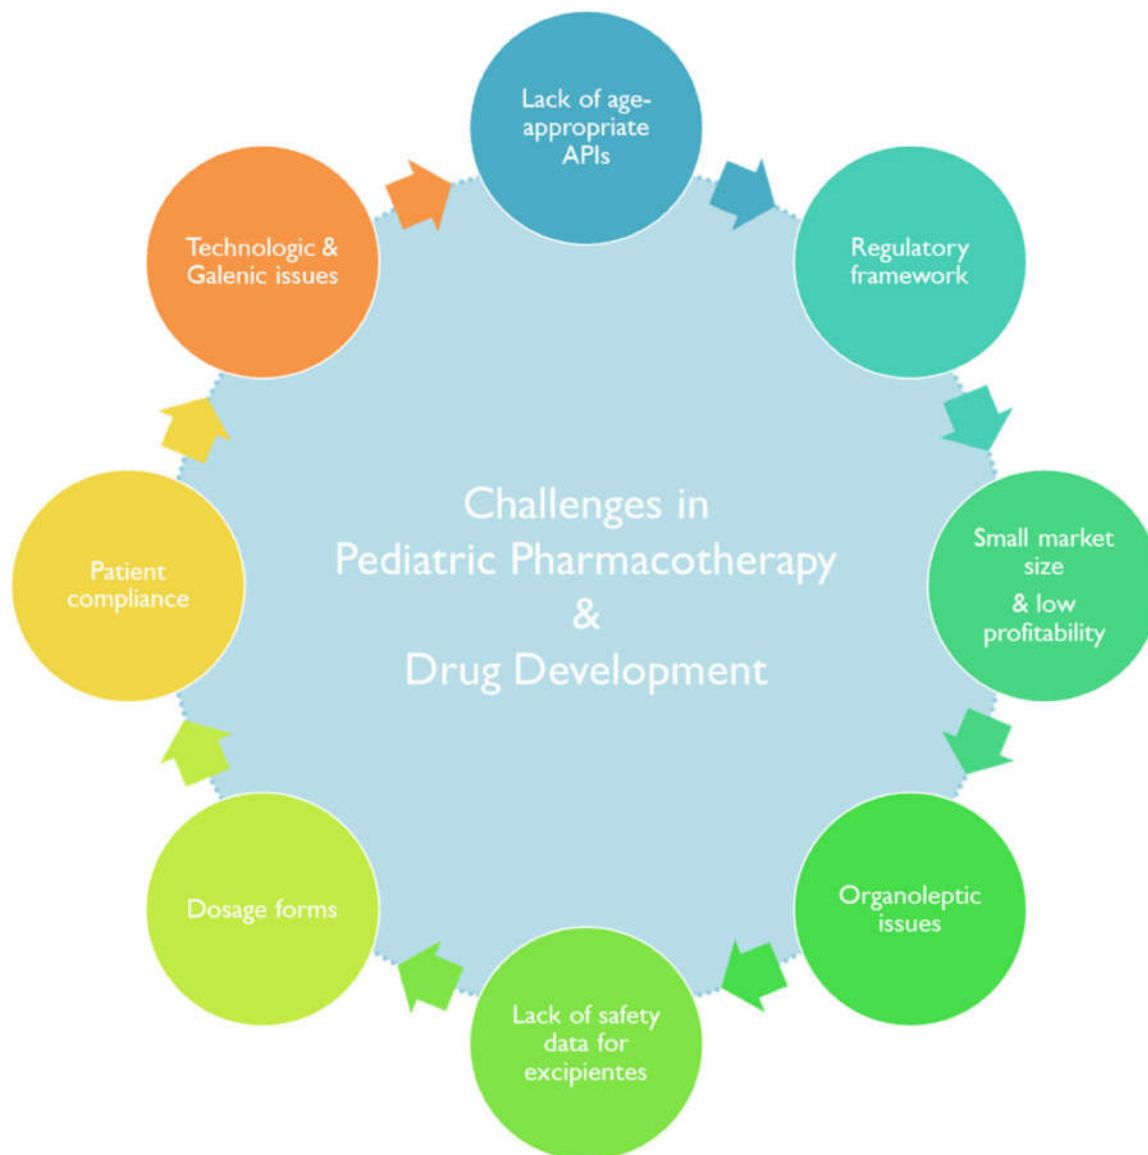 Lack of age-
appropriate
APIs
Regulatory
framework
Small market
size
& low
profitability
Organoleptic
issues
Lack of safety
data for
excipientes
Dosage forms
Patient
compliance
Technologic &
Galenic issues
Challenges in
Pediatric Pharmacotherapy
&
Drug Development